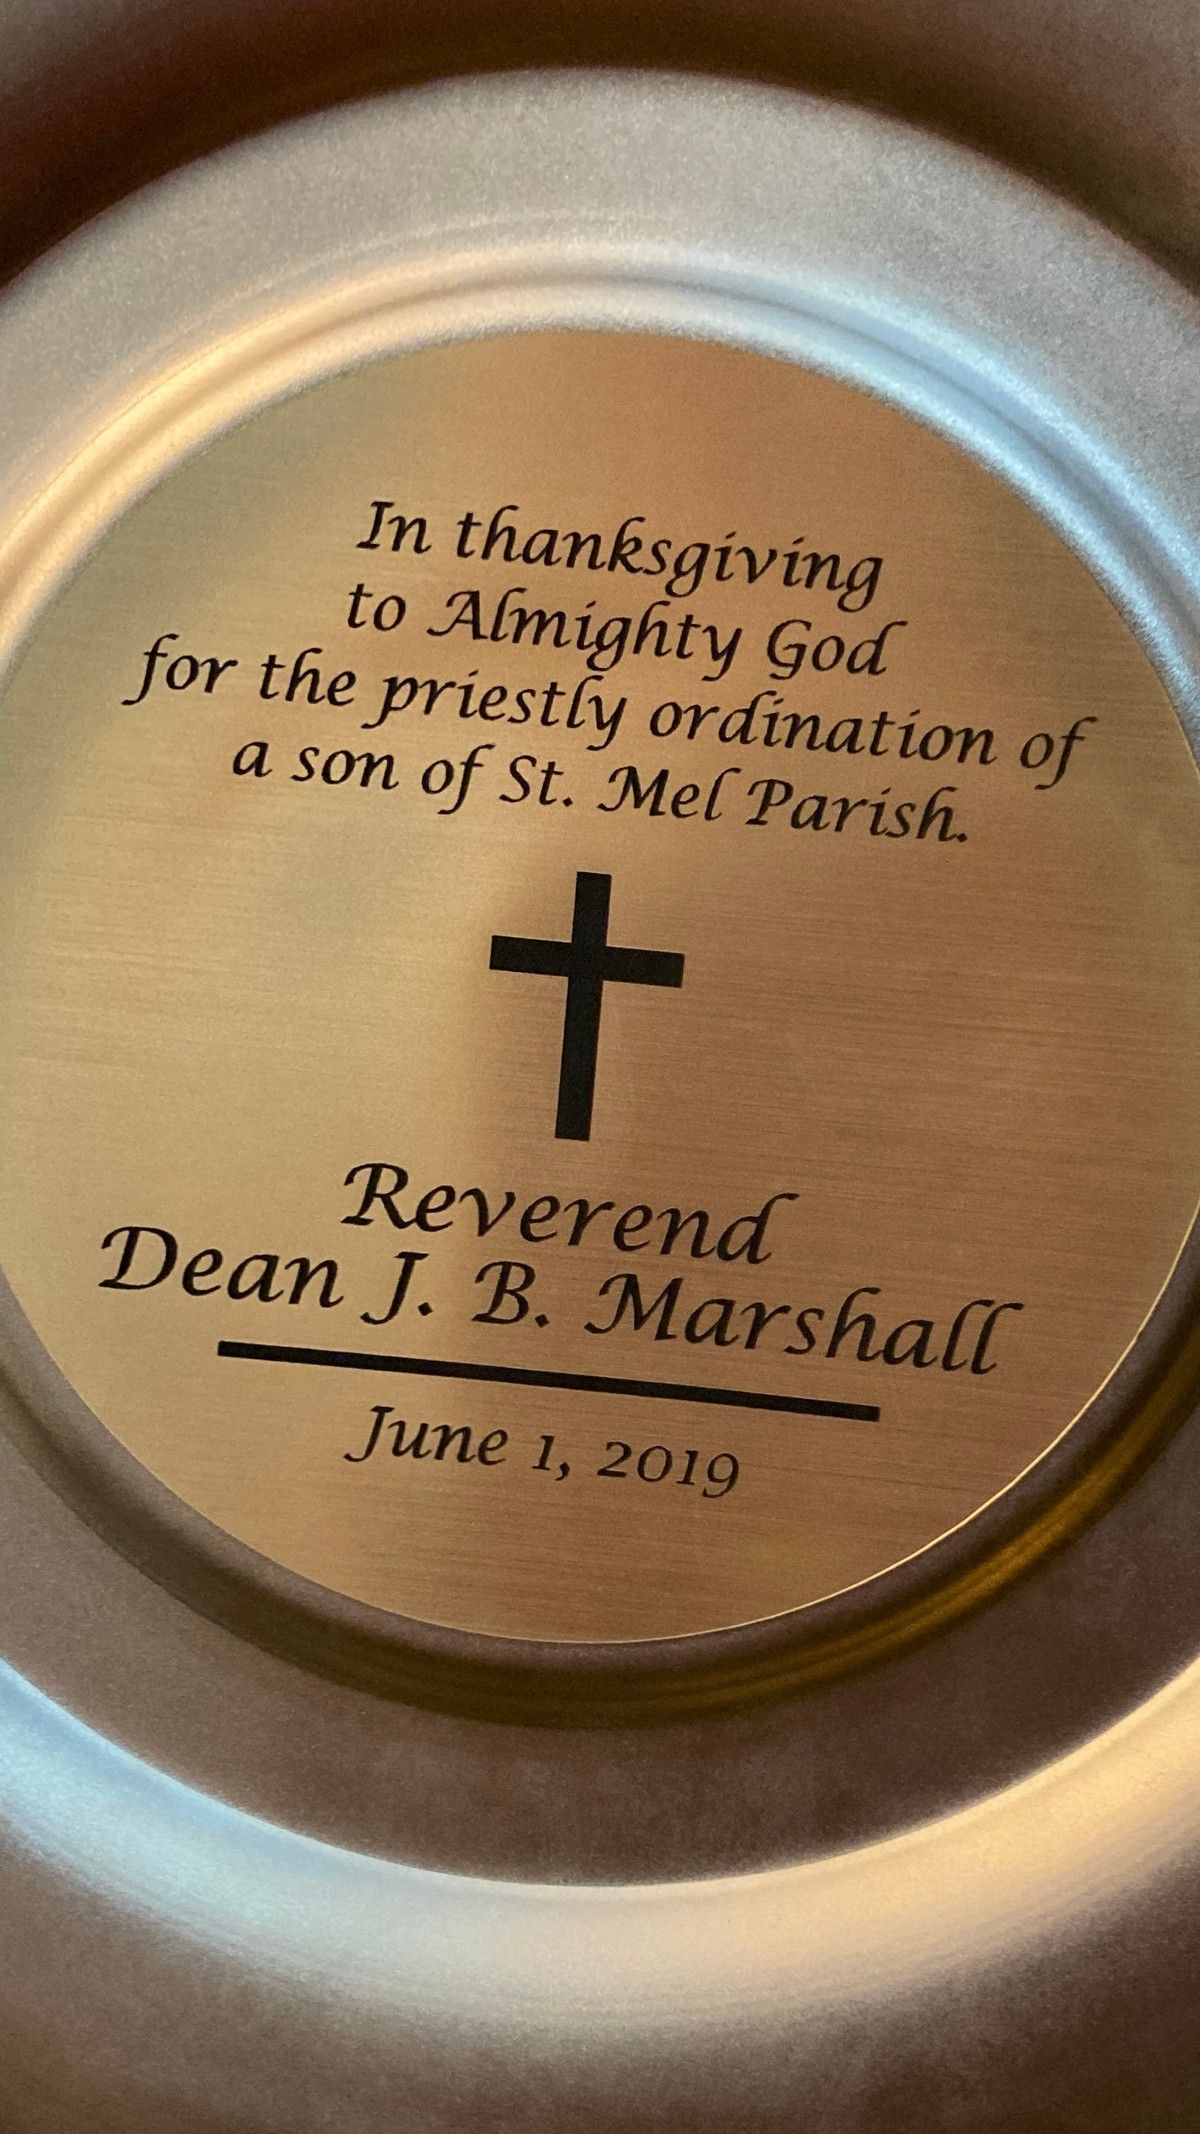 In thanksgiving
to Almighty God
for the priestly ordination of
a son of St. Mel Parish.
Reverend
Dean J. B. Marshall
June 1, 2019